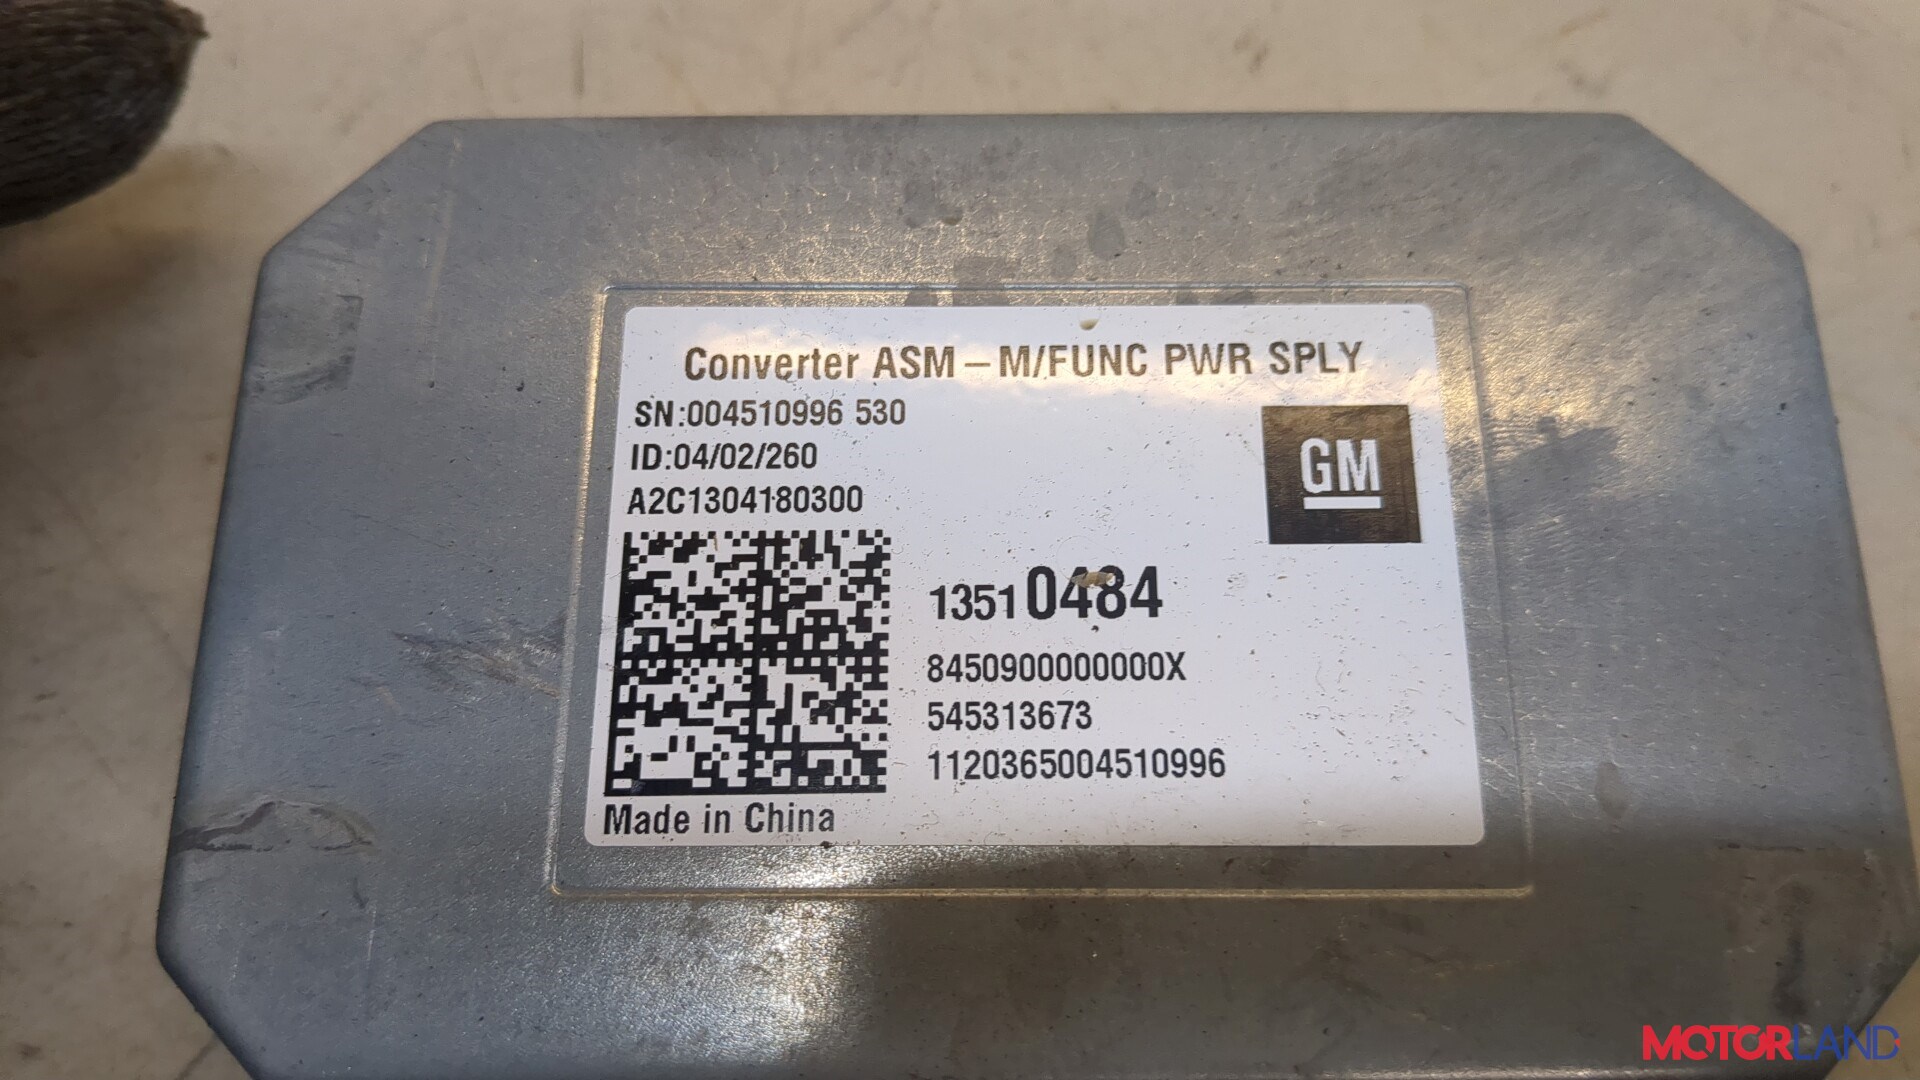 Converter ASM – M/FUNC PWR SPLY
SN:004510996 530
ID:04/02/260
A2C1304180300
GM
13510484
8450900000000X
545313673
1120365004510996
Made in China
MOTORLAND